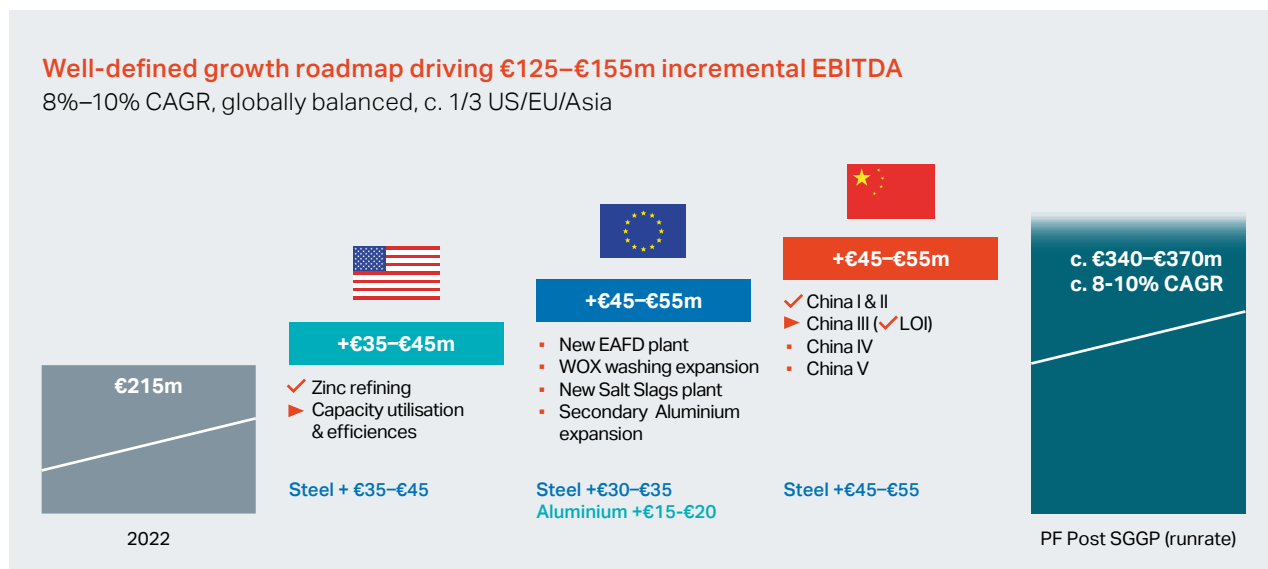 Well-defined growth roadmap driving €125–€155m incremental EBITDA
8%–10% CAGR, globally balanced, c. 1/3 US/EU/Asia
€215m
2022
+€35–€45m
Zinc refining
Capacity utilisation
& efficiences
Steel + €35–€45
+€45–€55m
New EAFD plant
WOX washing expansion
New Salt Slags plant
Secondary Aluminium
expansion
Steel +€30–€35
Aluminium +€15-€20
+€45–€55m
China I & II
China III (✓LOI)
China IV
China V
Steel +€45–€55
c. €340–€370m
c. 8-10% CAGR
PF Post SGGP (runrate)